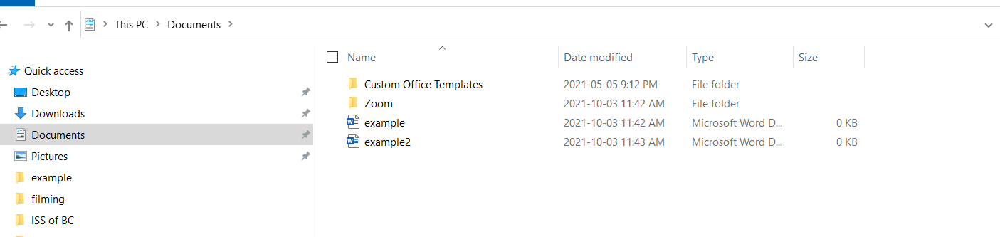 This PC > Documents >
Name Date modified Type Size
Quick access
Desktop
Downloads
Documents
Pictures
example
filming
ISS of BC
Custom Office Templates 2021-05-05 9:12 PM File folder
Zoom 2021-10-03 11:42 AM File folder
example 2021-10-03 11:42 AM Microsoft Word D... 0 KB
example2 2021-10-03 11:43 AM Microsoft Word D... 0 KB